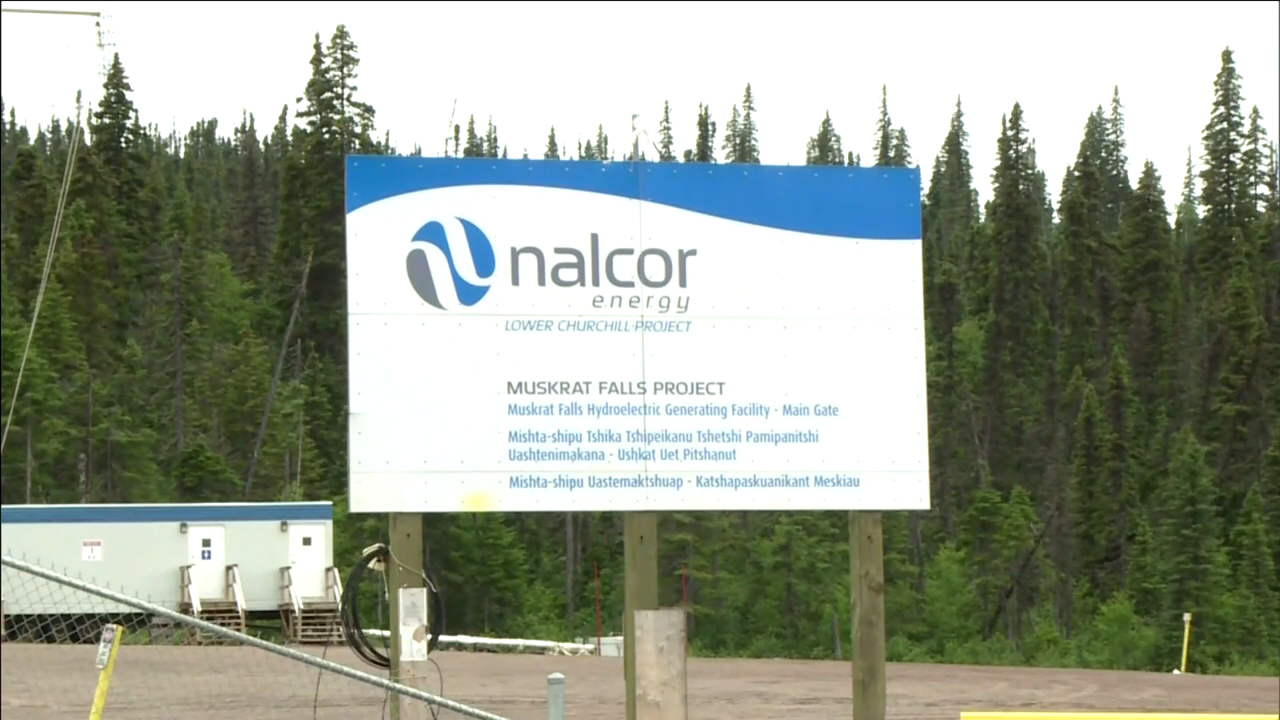 nalcor
energy
LOWER CHURCHILL PROJECT
MUSKRAT FALLS PROJECT
Muskrat Falls Hydroelectric Generating Facility - Main Gate
Mishta-shipu Tshika Tshipeikanu Tshetshi Pamipanitshi
Uashtenimakana - Ushkat Uet Pitshanut
Mishta-shipu Uastemaktshuap - Katshapaskuanikant Meskiau